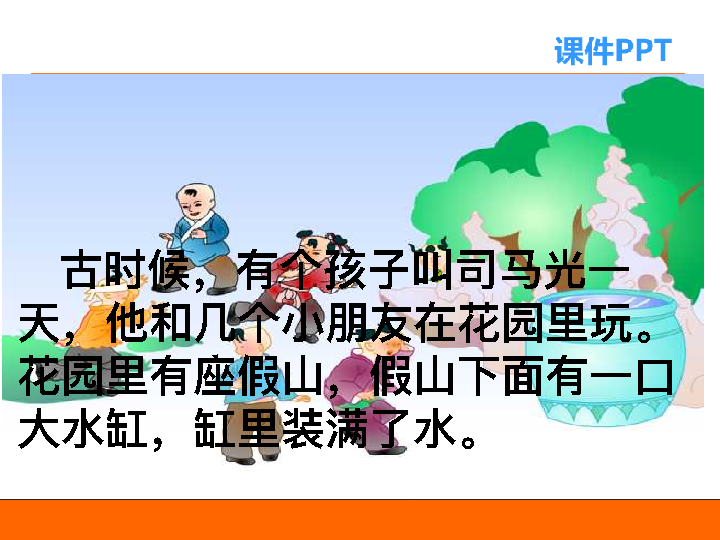 课件PPT
古时候，有个孩子叫司马光一
天，他和几个小朋友在花园里玩。
花园里有座假山，假山下面有一口
大水缸，缸里装满了水。